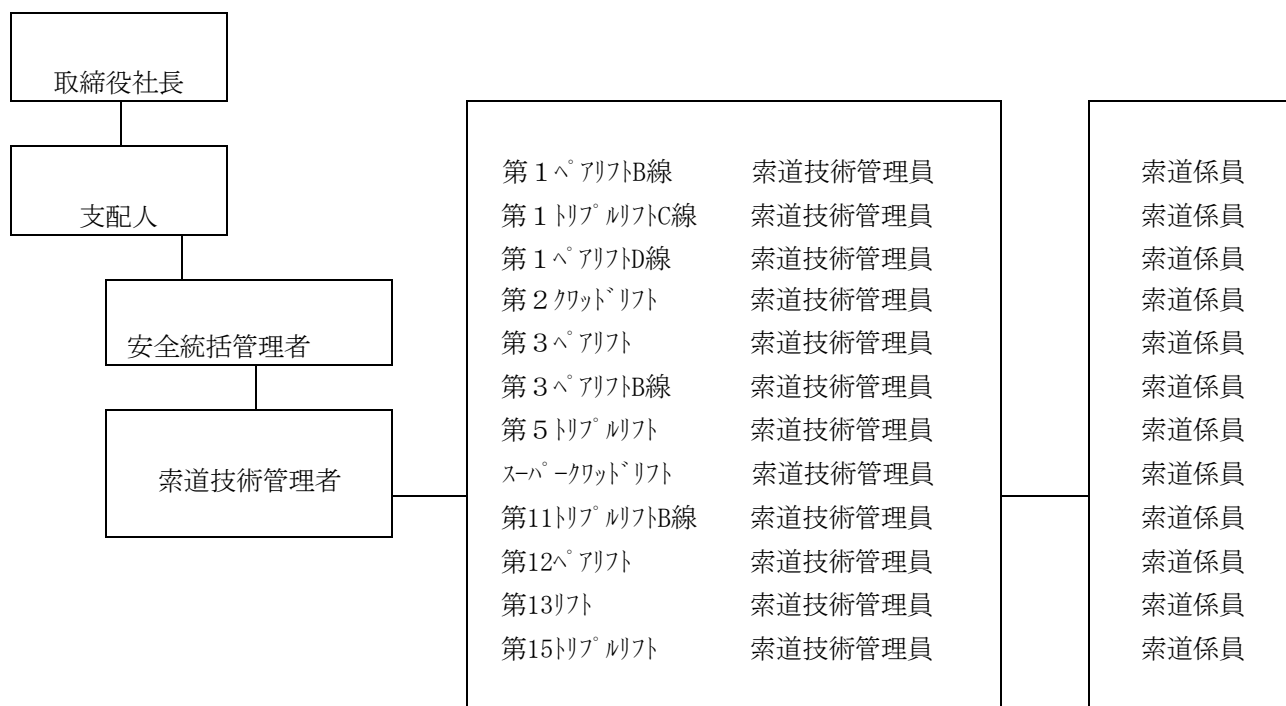 取締役社長
支配人
安全統括管理者
索道技術管理者
第１ﾍﾟｱﾘﾌﾄB線 索道技術管理員 索道係員
第１ﾄﾘﾌﾟﾙﾘﾌﾄC線 索道技術管理員 索道係員
第１ﾍﾟｱﾘﾌﾄD線 索道技術管理員 索道係員
第２ｸﾜｯﾄﾞﾘﾌﾄ 索道技術管理員 索道係員
第３ﾍﾟｱﾘﾌﾄ 索道技術管理員 索道係員
第３ﾍﾟｱﾘﾌﾄB線 索道技術管理員 索道係員
第５ﾄﾘﾌﾟﾙﾘﾌﾄ 索道技術管理員 索道係員
ｽｰﾊﾟｰｸﾜｯﾄﾞﾘﾌﾄ 索道技術管理員 索道係員
第11ﾄﾘﾌﾟﾙﾘﾌﾄB線 索道技術管理員 索道係員
第12ﾍﾟｱﾘﾌﾄ 索道技術管理員 索道係員
第13ﾘﾌﾄ 索道技術管理員 索道係員
第15ﾄﾘﾌﾟﾙﾘﾌﾄ 索道技術管理員 索道係員